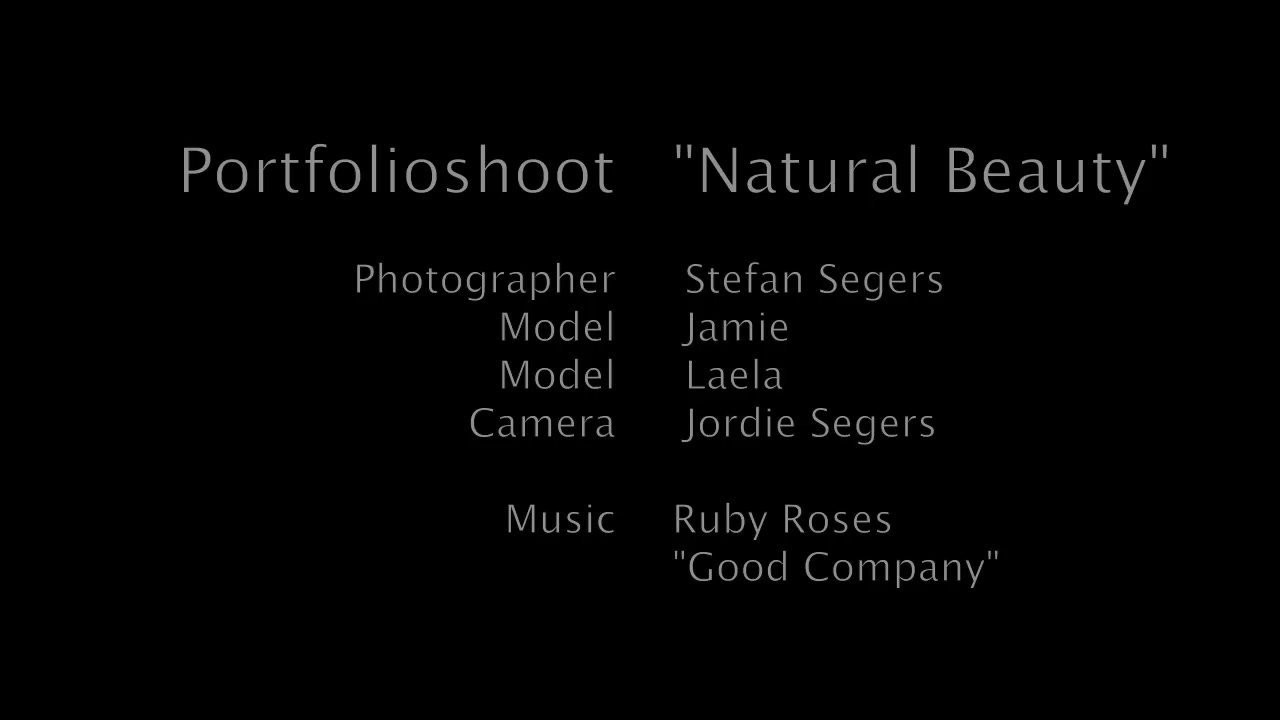 Portfolioshoot "Natural Beauty"
Photographer Stefan Segers
Model Jamie
Model Laela
Camera Jordie Segers
Music Ruby Roses
"Good Company"